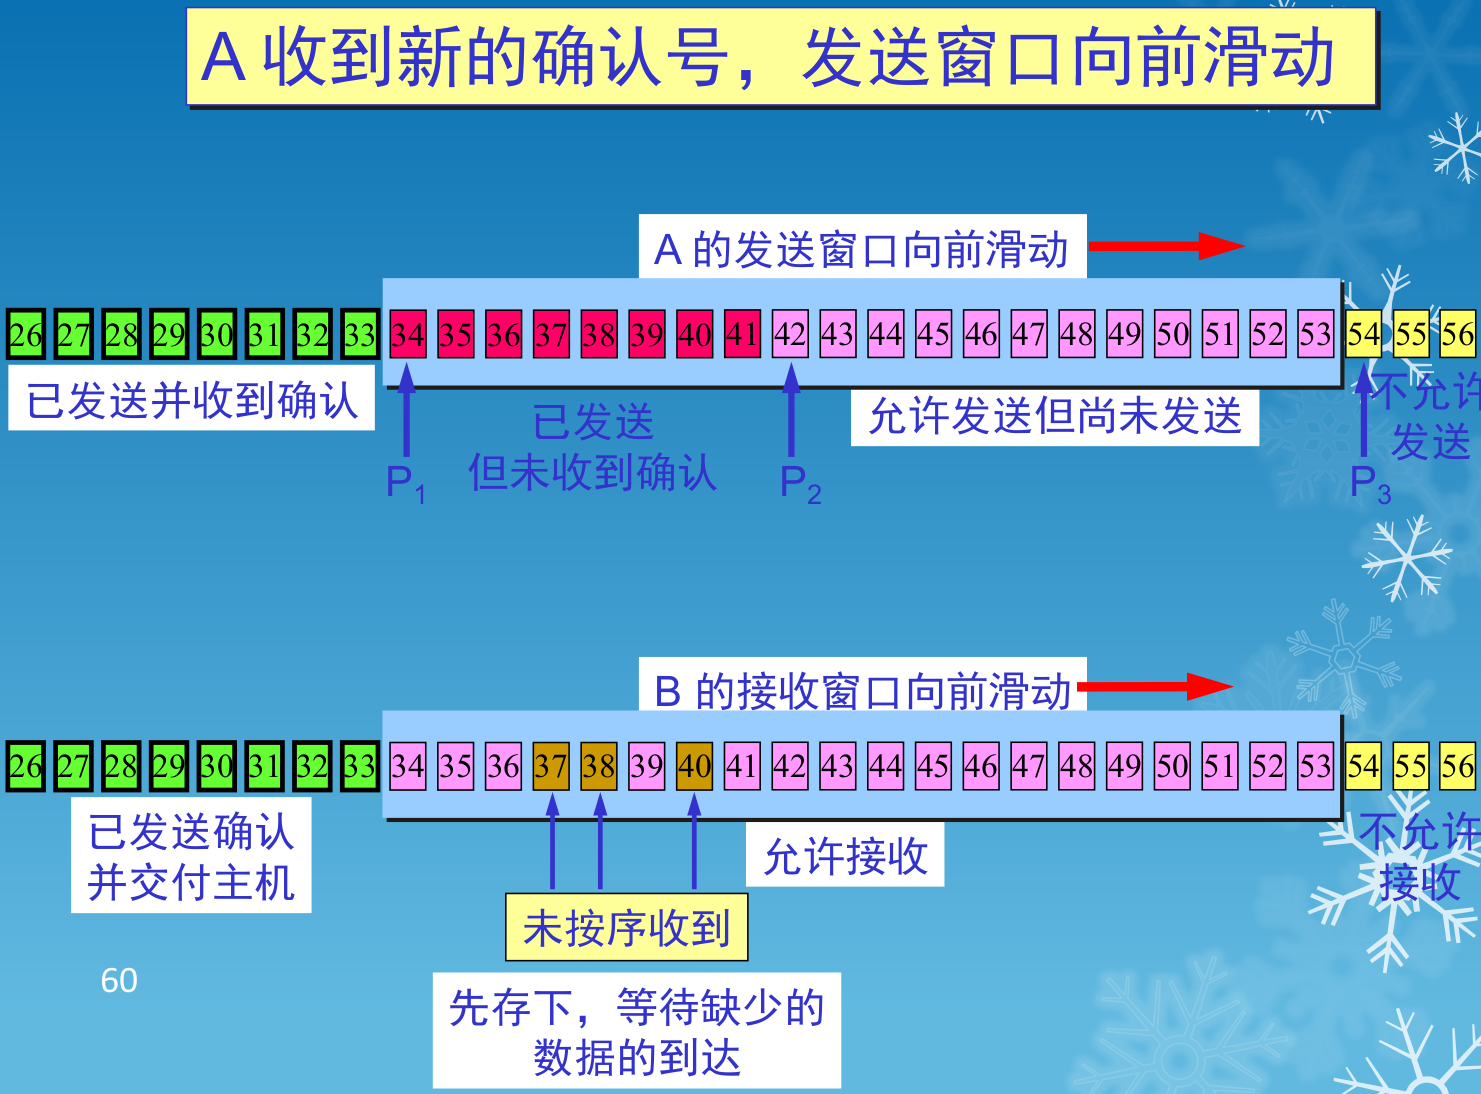 A 收到新的确认号，发送窗口向前滑动
A 的发送窗口向前滑动
26 27 28 29 30 31 32 33 34 35 36 37 38 39 40 41 42 43 44 45 46 47 48 49 50 51 52 53 54 55 56
已发送并收到确认
已发送
但未收到确认
允许发送但尚未发送
不允许
发送
P1
P2
P3
B 的接收窗口向前滑动
26 27 28 29 30 31 32 33 34 35 36 37 38 39 40 41 42 43 44 45 46 47 48 49 50 51 52 53 54 55 56
已发送确认
并交付主机
允许接收
不允许
接收
未按序收到
先存下，等待缺少的
数据的到达
60